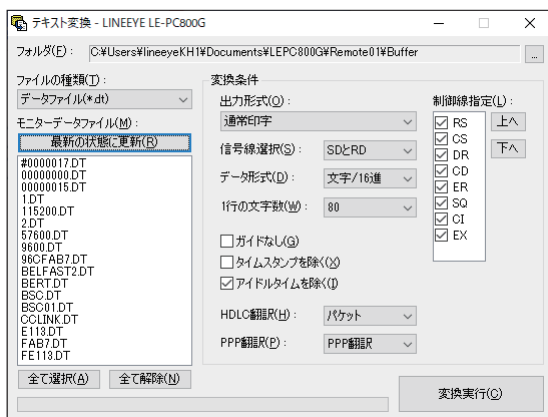 テキスト変換 - LINEEYE LE-PC800G
フォルダ(F) : C:¥Users¥lineeyeKH1¥Documents¥LEPC800G¥Remote01¥Buffer ...
ファイルの種類(T) :
データファイル(*.dt)
モニターデータファイル(M) :
最新の状態に更新(R)
#0000017.DT
00000000.DT
00000015.DT
1.DT
115200.DT
2.DT
57600.DT
9600.DT
96CFAB7.DT
BELFAST2.DT
BERT.DT
BSC.DT
BSC01.DT
CCLINK.DT
E113.DT
FAB7.DT
FE113.DT
全て選択(A) 全て解除(N)
変換条件
出力形式(O) :
通常印字
信号線選択(S) : SDとRD
データ形式(D) : 文字/16進
1行の文字数(W) : 80
ガイドなし(G)
タイムスタンプを除く(X)
アイドルタイムを除く(I)
HDLC翻訳(H) : パケット
PPP翻訳(P) : PPP翻訳
制御線指定(L) :
RS
CS
DR
CD
ER
SQ
CI
EX
上へ
下へ
変換実行(C)